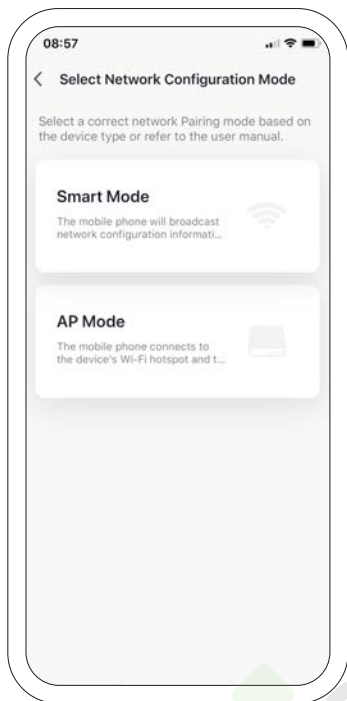 08:57
Select Network Configuration Mode
Select a correct network Pairing mode based on
the device type or refer to the user manual.
Smart Mode
The mobile phone will broadcast
network configuration informati...
AP Mode
The mobile phone connects to
the device's Wi-Fi hotspot and t...